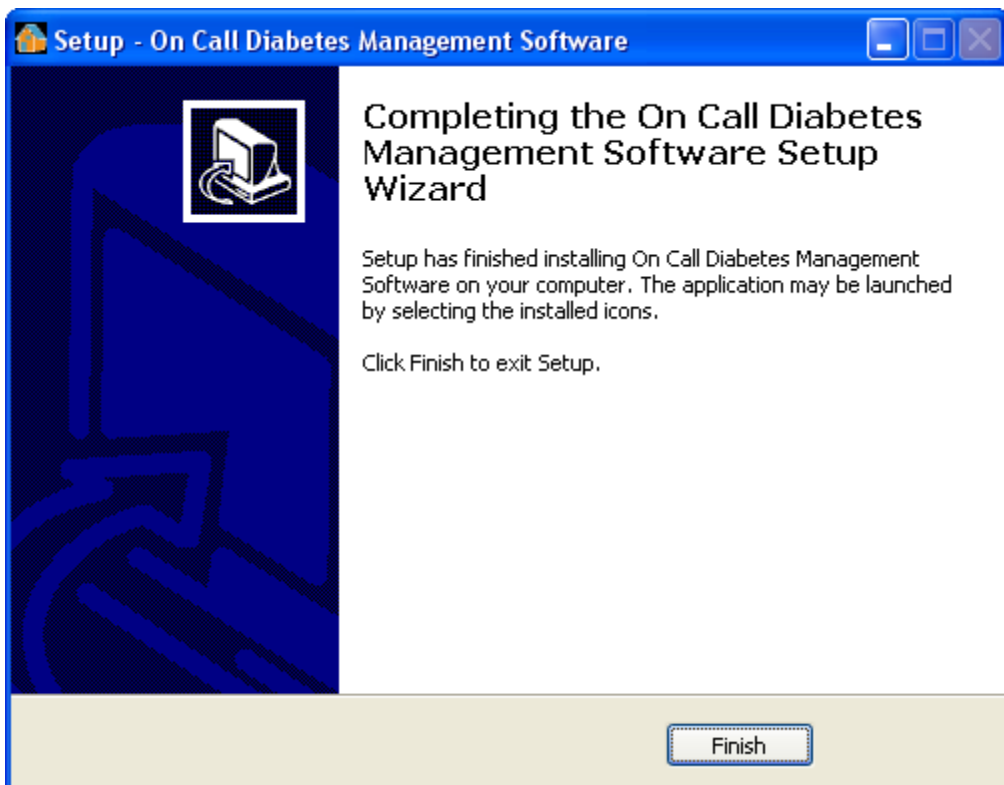 Setup - On Call Diabetes Management Software
Completing the On Call Diabetes
Management Software Setup
Wizard
Setup has finished installing On Call Diabetes Management
Software on your computer. The application may be launched
by selecting the installed icons.
Click Finish to exit Setup.
Finish